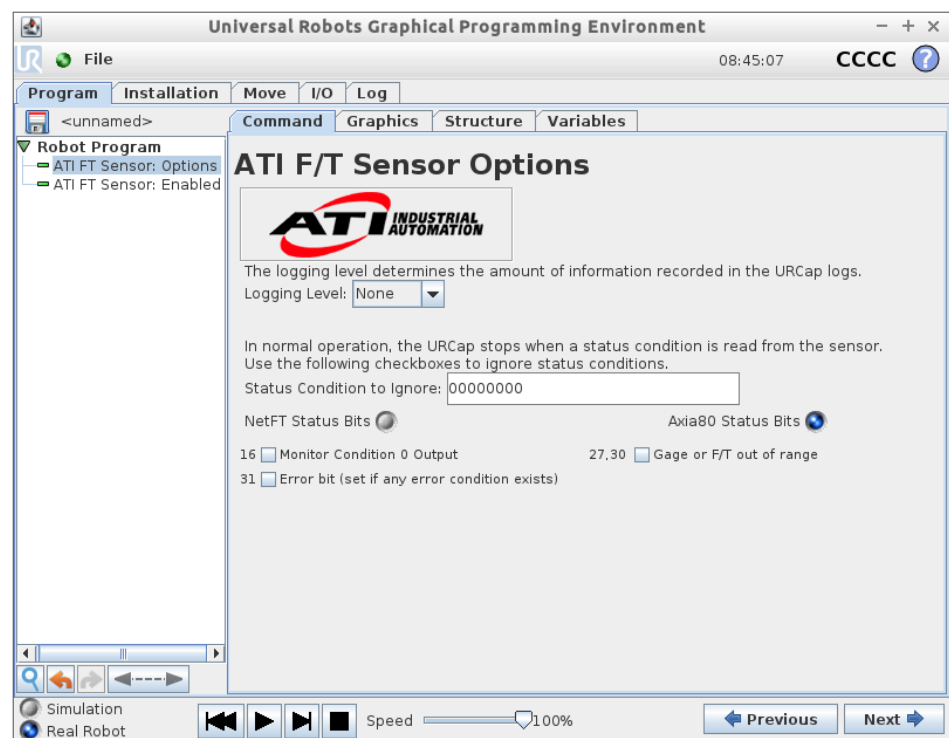 Universal Robots Graphical Programming Environment
UR File 08:45:07 CCCC ?
Program Installation Move I/O Log
<unnamed> Command Graphics Structure Variables
Robot Program
ATI FT Sensor: Options
ATI FT Sensor: Enabled
ATI F/T Sensor Options
ATI INDUSTRIAL
AUTOMATION
The logging level determines the amount of information recorded in the URCap logs.
Logging Level: None
In normal operation, the URCap stops when a status condition is read from the sensor.
Use the following checkboxes to ignore status conditions.
Status Condition to Ignore: 00000000
NetFT Status Bits Axia80 Status Bits
16 Monitor Condition 0 Output 27,30 Gage or F/T out of range
31 Error bit (set if any error condition exists)
Simulation
Real Robot
Speed 100% Previous Next